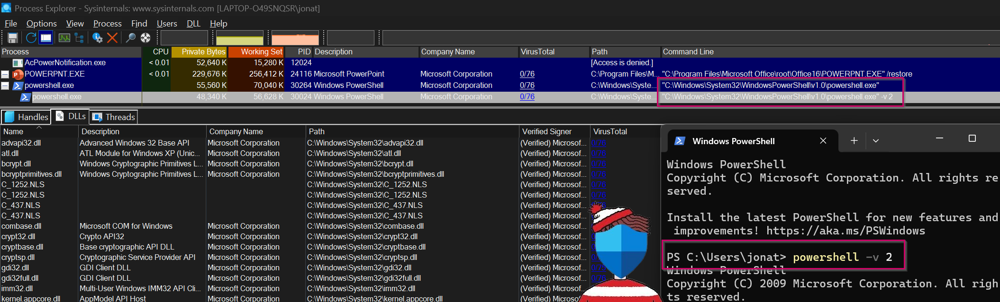 Process Explorer - Sysinternals: www.sysinternals.com [LAPTOP-O49SNQSR\jonat]
File Options View Process Find Users DLL Help
Process CPU Private Bytes Working Set PID Description Company Name VirusTotal Path Command Line
AcPowerNotification.exe < 0.01 52,640 K 15,280 K 12024 [Access is denied.]
POWERPNT.EXE < 0.01 229,676 K 256,412 K 24116 Microsoft PowerPoint Microsoft Corporation 0/76 C:\Program Files\M... "C:\Program Files\Microsoft Office\root\Office16\POWERPNT.EXE" /restore
powershell.exe 55,560 K 70,040 K 30264 Windows PowerShell Microsoft Corporation 0/76 C:\Windows\Syste... "C:\Windows\System32\WindowsPowerShell\v1.0\powershell.exe"
powershell.exe 48,340 K 56,628 K 30024 Windows PowerShell Microsoft Corporation 0/76 C:\Windows\Syste... "C:\Windows\System32\WindowsPowerShell\v1.0\powershell.exe" -v 2
Handles DLLs Threads
Name Description Company Name Path Verified Signer VirusTotal
advapi32.dll Advanced Windows 32 Base API Microsoft Corporation C:\Windows\System32\advapi32.dll (Verified) Microsof... 0/76
atl.dll ATL Module for Windows XP (Unic... Microsoft Corporation C:\Windows\System32\atl.dll (Verified) Microsof... 0/76
bcrypt.dll Windows Cryptographic Primitives L... Microsoft Corporation C:\Windows\System32\bcrypt.dll (Verified) Microsof... 0/76
bcryptprimitives.dll Windows Cryptographic Primitives L... Microsoft Corporation C:\Windows\System32\bcryptprimitives.dll (Verified) Microsof... 0/76
C_1252.NLS C:\Windows\System32\C_1252.NLS (Verified) Microsof... 0/76
C_1252.NLS C:\Windows\System32\C_1252.NLS (Verified) Microsof... 0/76
C_437.NLS C:\Windows\System32\C_437.NLS (Verified) Microsof...
C_437.NLS C:\Windows\System32\C_437.NLS (Verified) Microsof...
combase.dll Microsoft COM for Windows Microsoft Corporation C:\Windows\System32\combase.dll (Verified) Microsof...
crypt32.dll Crypto API32 Microsoft Corporation C:\Windows\System32\crypt32.dll (Verified) Microsof...
cryptbase.dll Base cryptographic API DLL Microsoft Corporation C:\Windows\System32\cryptbase.dll (Verified) Microsof...
cryptsp.dll Cryptographic Service Provider API Microsoft Corporation C:\Windows\System32\cryptsp.dll (Verified) Microsof...
gdi32.dll GDI Client DLL Microsoft Corporation C:\Windows\System32\gdi32.dll (Verified) Microsof...
gdi32full.dll GDI Client DLL Microsoft Corporation C:\Windows\System32\gdi32full.dll (Verified) Microsof...
imm32.dll Multi-User Windows IMM32 API Cli... Microsoft Corporation C:\Windows\System32\imm32.dll (Verified) Microsof...
kernel.appcore.dll AppModel API Host Microsoft Corporation C:\Windows\System32\kernel.appcore.dll (Verified) Microsof...
Windows PowerShell
Windows PowerShell
Copyright (C) Microsoft Corporation. All rights re
served.
Install the latest PowerShell for new features and
improvements! https://aka.ms/PSWindows
PS C:\Users\jonat> powershell -v 2
Windows PowerShell
Copyright (C) 2009 Microsoft Corporation. All righ
ts reserved.